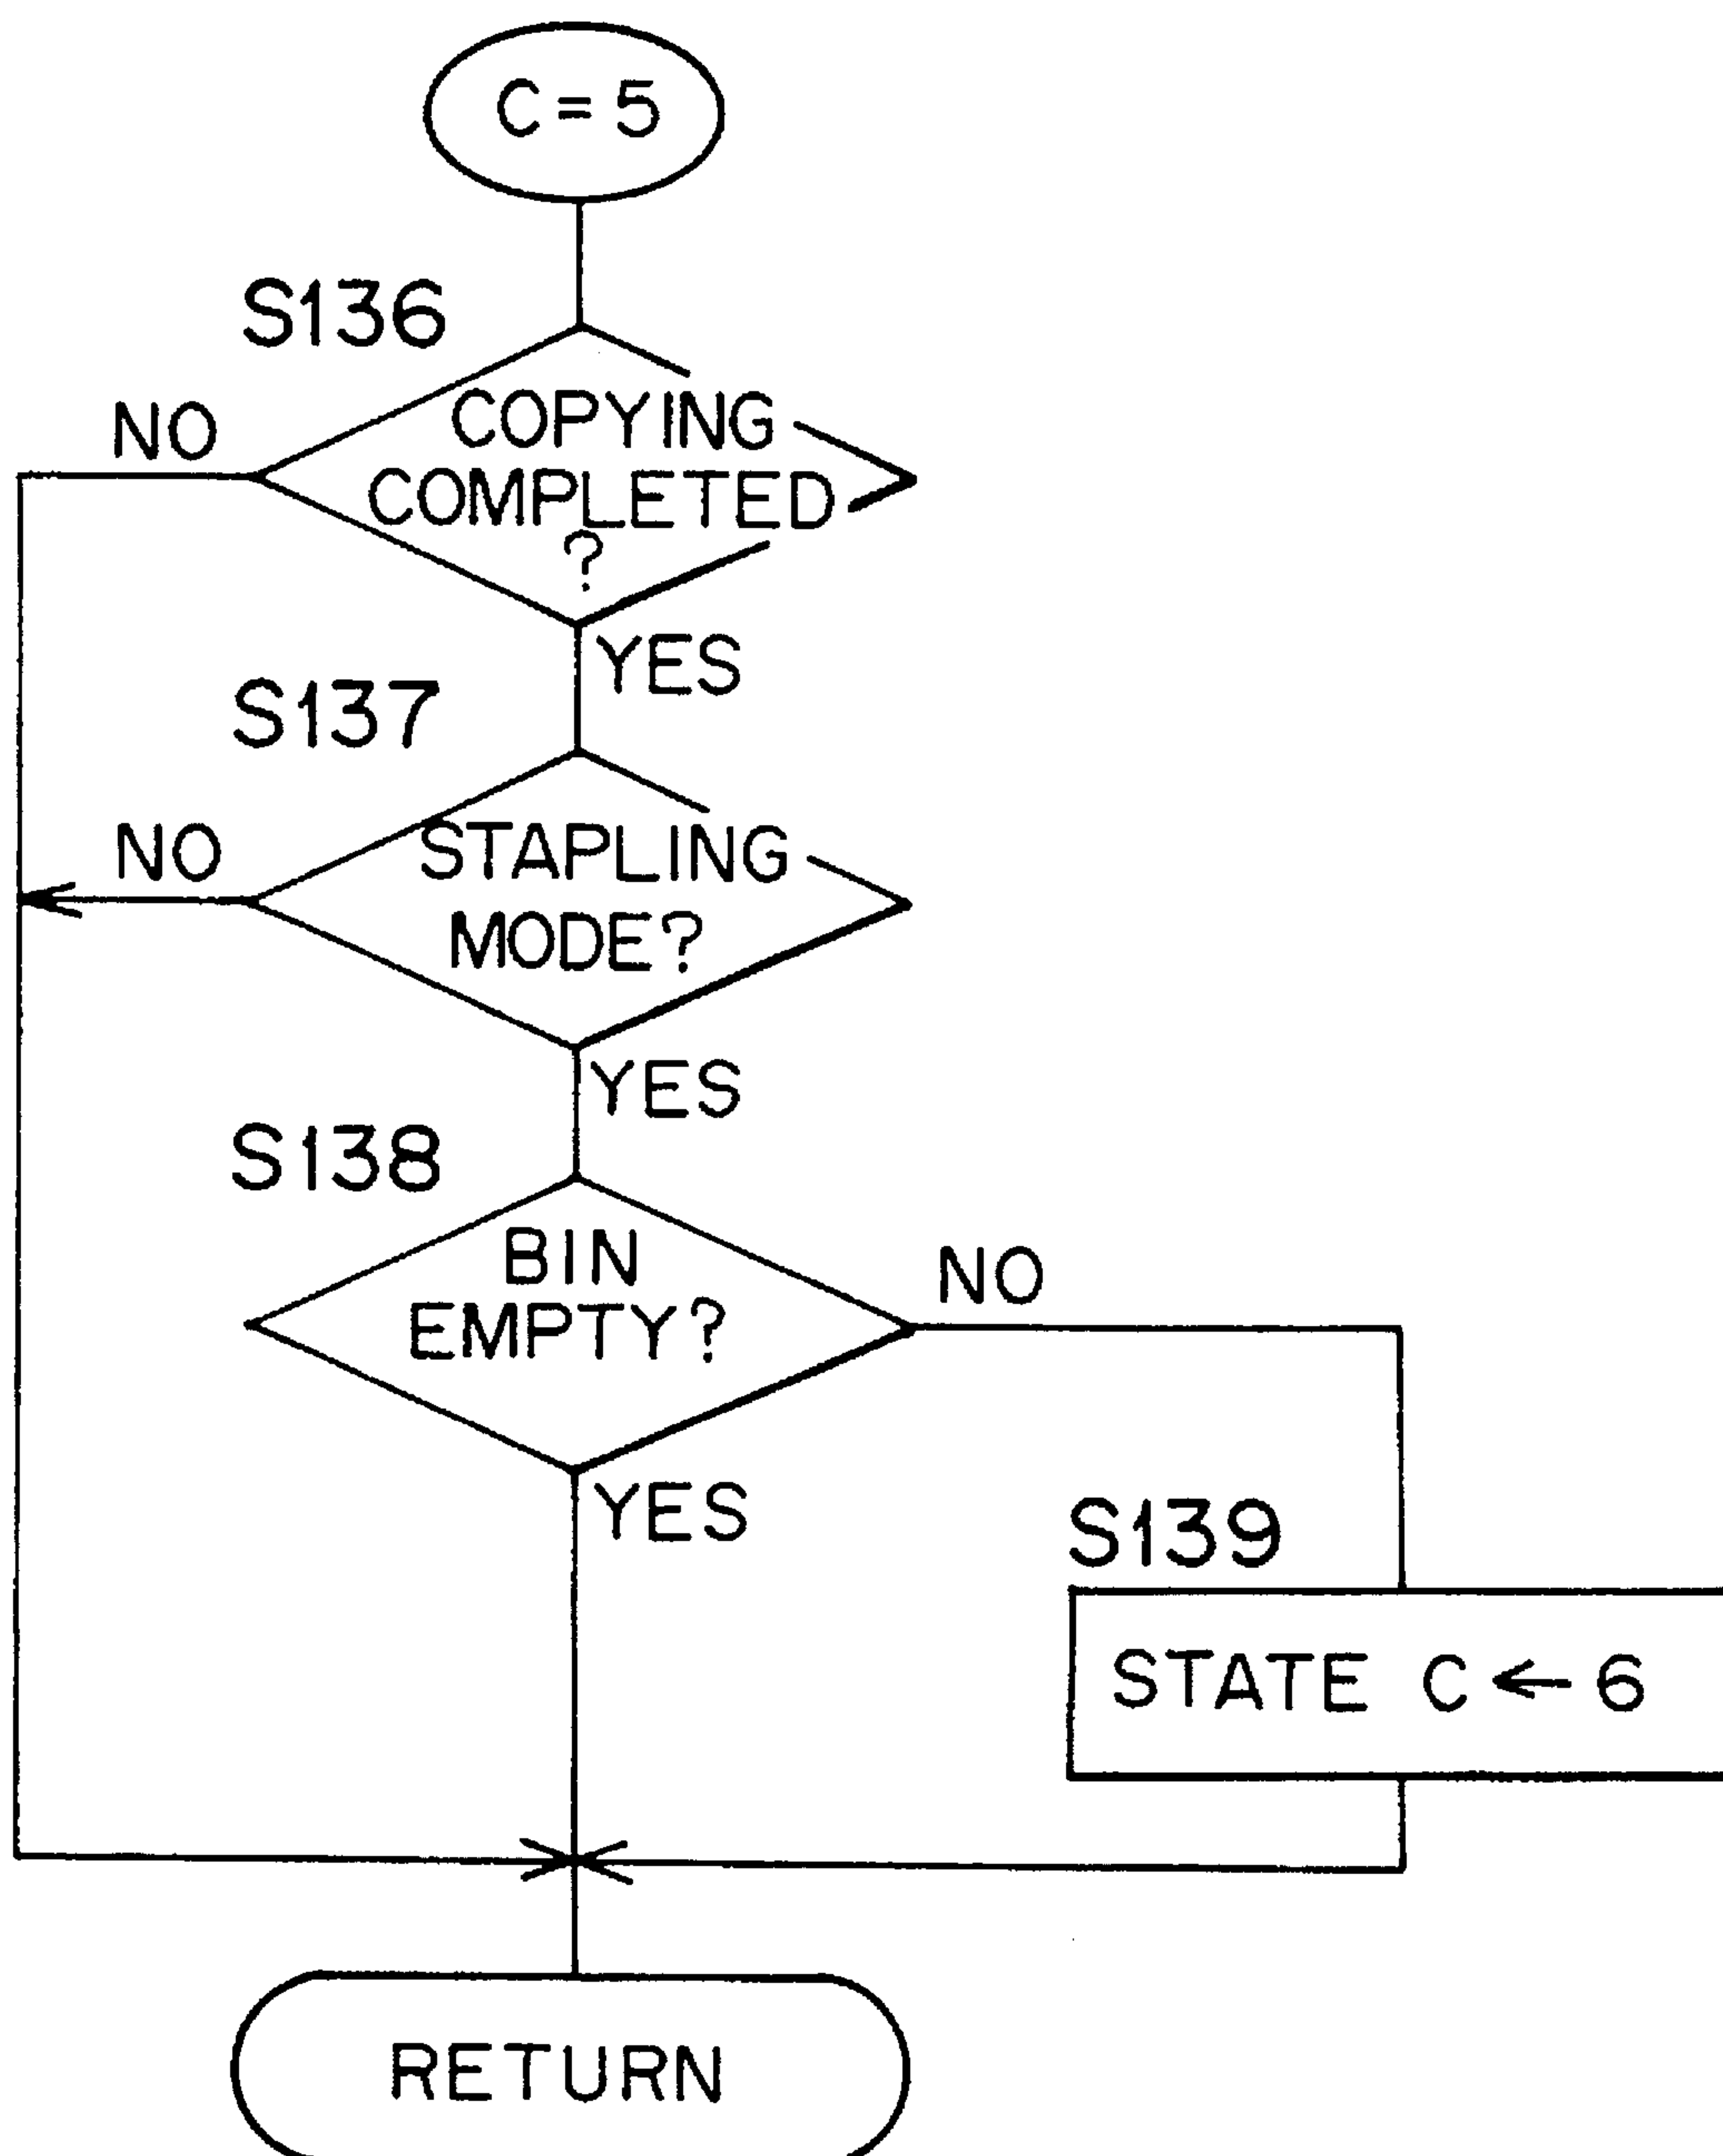 C=5
S136
NO
COPYING
COMPLETED
?
YES
S137
NO
STAPLING
MODE?
YES
S138
BIN
EMPTY?
NO
YES
S139
STATE C ← 6
RETURN